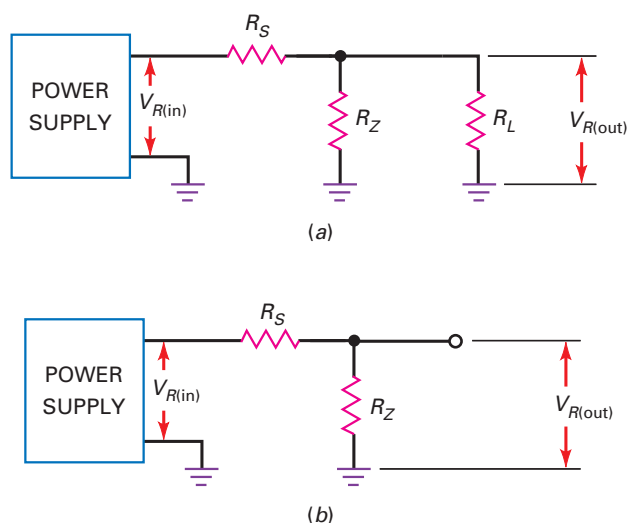 R_S
POWER
SUPPLY
V_R(in)
R_Z
R_L
V_R(out)
(a)
R_S
POWER
SUPPLY
V_R(in)
R_Z
V_R(out)
(b)